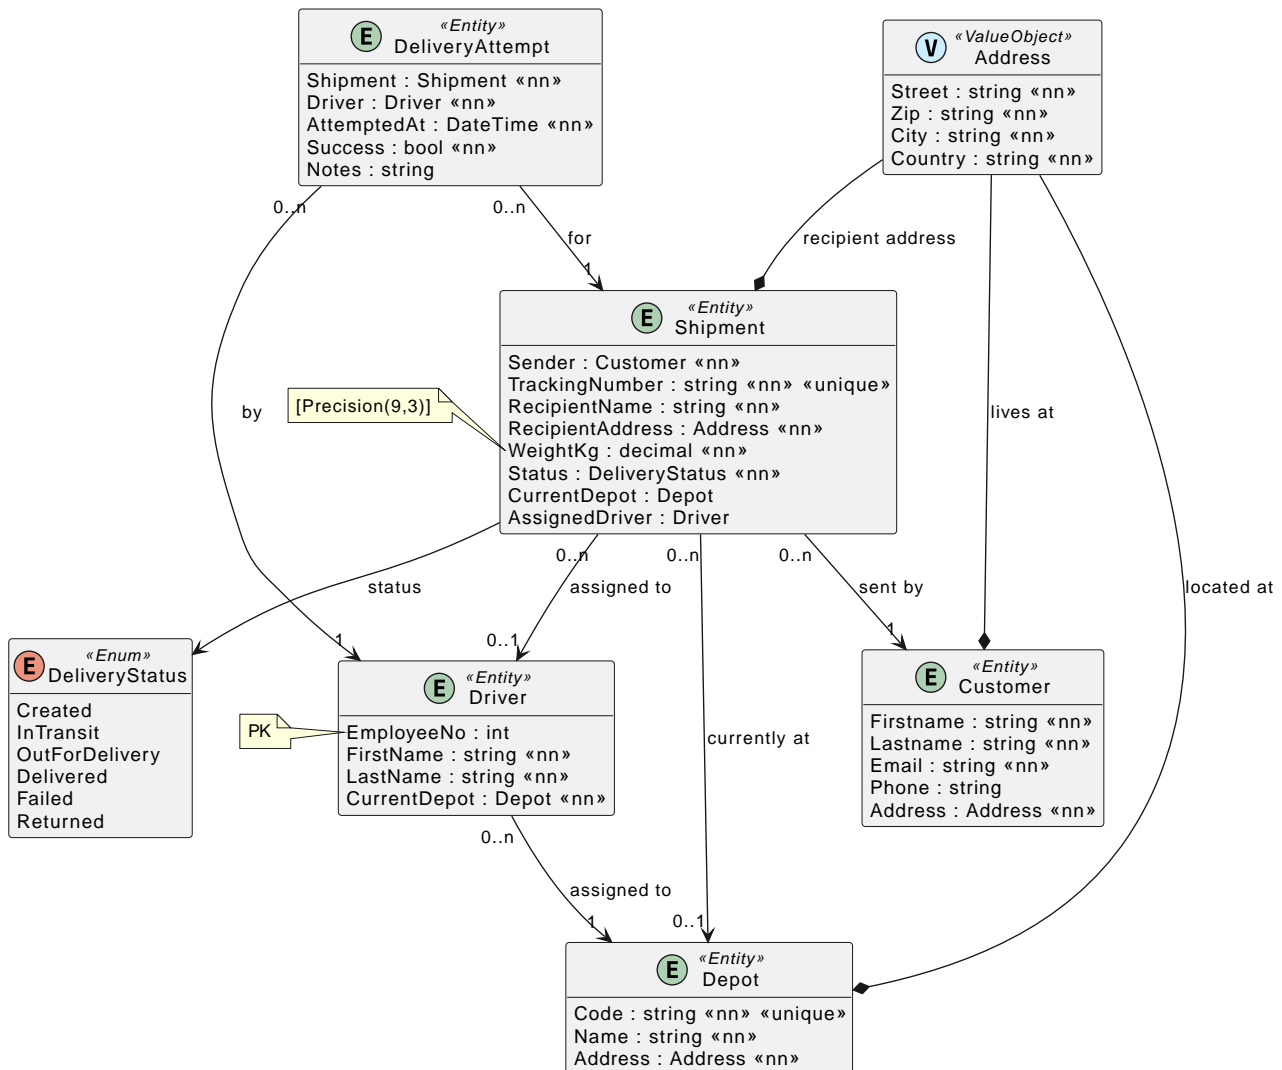 «Entity»
E DeliveryAttempt
Shipment : Shipment «nn»
Driver : Driver «nn»
AttemptedAt : DateTime «nn»
Success : bool «nn»
Notes : string
«ValueObject»
V Address
Street : string «nn»
Zip : string «nn»
City : string «nn»
Country : string «nn»
0..n
0..n
for
1
recipient address
«Entity»
E Shipment
Sender : Customer «nn»
TrackingNumber : string «nn» «unique»
RecipientName : string «nn»
RecipientAddress : Address «nn»
WeightKg : decimal «nn»
Status : DeliveryStatus «nn»
CurrentDepot : Depot
AssignedDriver : Driver
[Precision(9,3)]
by
lives at
located at
0..n
0..n
0..n
status
assigned to
sent by
1
0..1
1
«Enum»
E DeliveryStatus
Created
InTransit
OutForDelivery
Delivered
Failed
Returned
«Entity»
E Driver
EmployeeNo : int
FirstName : string «nn»
LastName : string «nn»
CurrentDepot : Depot «nn»
PK
currently at
«Entity»
E Customer
Firstname : string «nn»
Lastname : string «nn»
Email : string «nn»
Phone : string
Address : Address «nn»
0..n
assigned to
1
0..1
«Entity»
E Depot
Code : string «nn» «unique»
Name : string «nn»
Address : Address «nn»